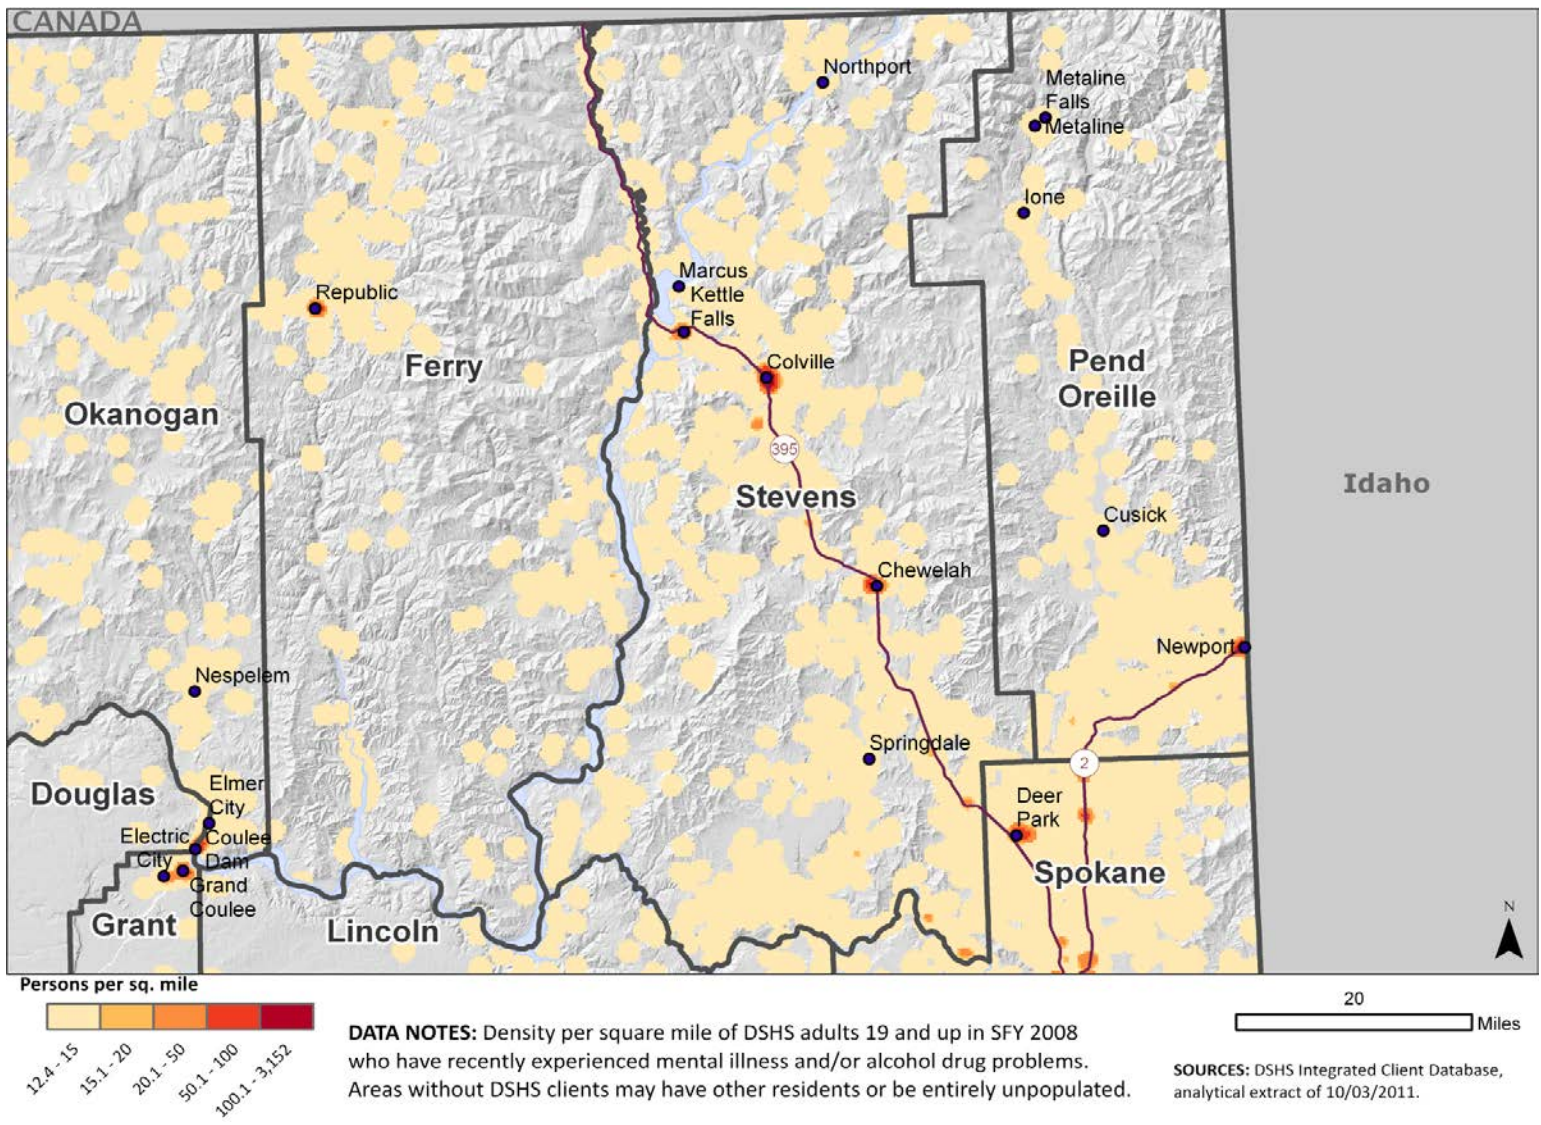 CANADA
Northport
Metaline
Falls
Metaline
Ione
Marcus
Kettle
Falls
Republic
Ferry
Colville
Pend
Oreille
Okanogan
395
Idaho
Stevens
Cusick
Chewelah
Newport
Nespelem
Springdale
2
Douglas
Elmer
City
Deer
Park
Electric
City
Coulee
Dam
Grand
Coulee
Spokane
Grant
Lincoln
N
Persons per sq. mile
12.4 - 15
15.1 - 20
20.1 - 50
50.1 - 100
100.1 - 3,152
DATA NOTES: Density per square mile of DSHS adults 19 and up in SFY 2008
who have recently experienced mental illness and/or alcohol drug problems.
Areas without DSHS clients may have other residents or be entirely unpopulated.
20
Miles
SOURCES: DSHS Integrated Client Database,
analytical extract of 10/03/2011.